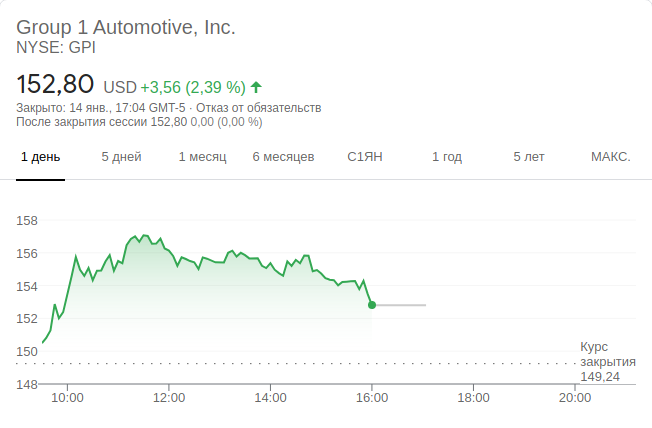 Group 1 Automotive, Inc.
NYSE: GPI
152,80 USD +3,56 (2,39 %)
Закрыто: 14 янв., 17:04 GMT-5 · Отказ от обязательств
После закрытия сессии 152,80 0,00 (0,00 %)
1 день 5 дней 1 месяц 6 месяцев С1ЯН 1 год 5 лет МАКС.
158
156
154
152
150
Курс
закрытия
149,24
148
10:00 12:00 14:00 16:00 18:00 20:00